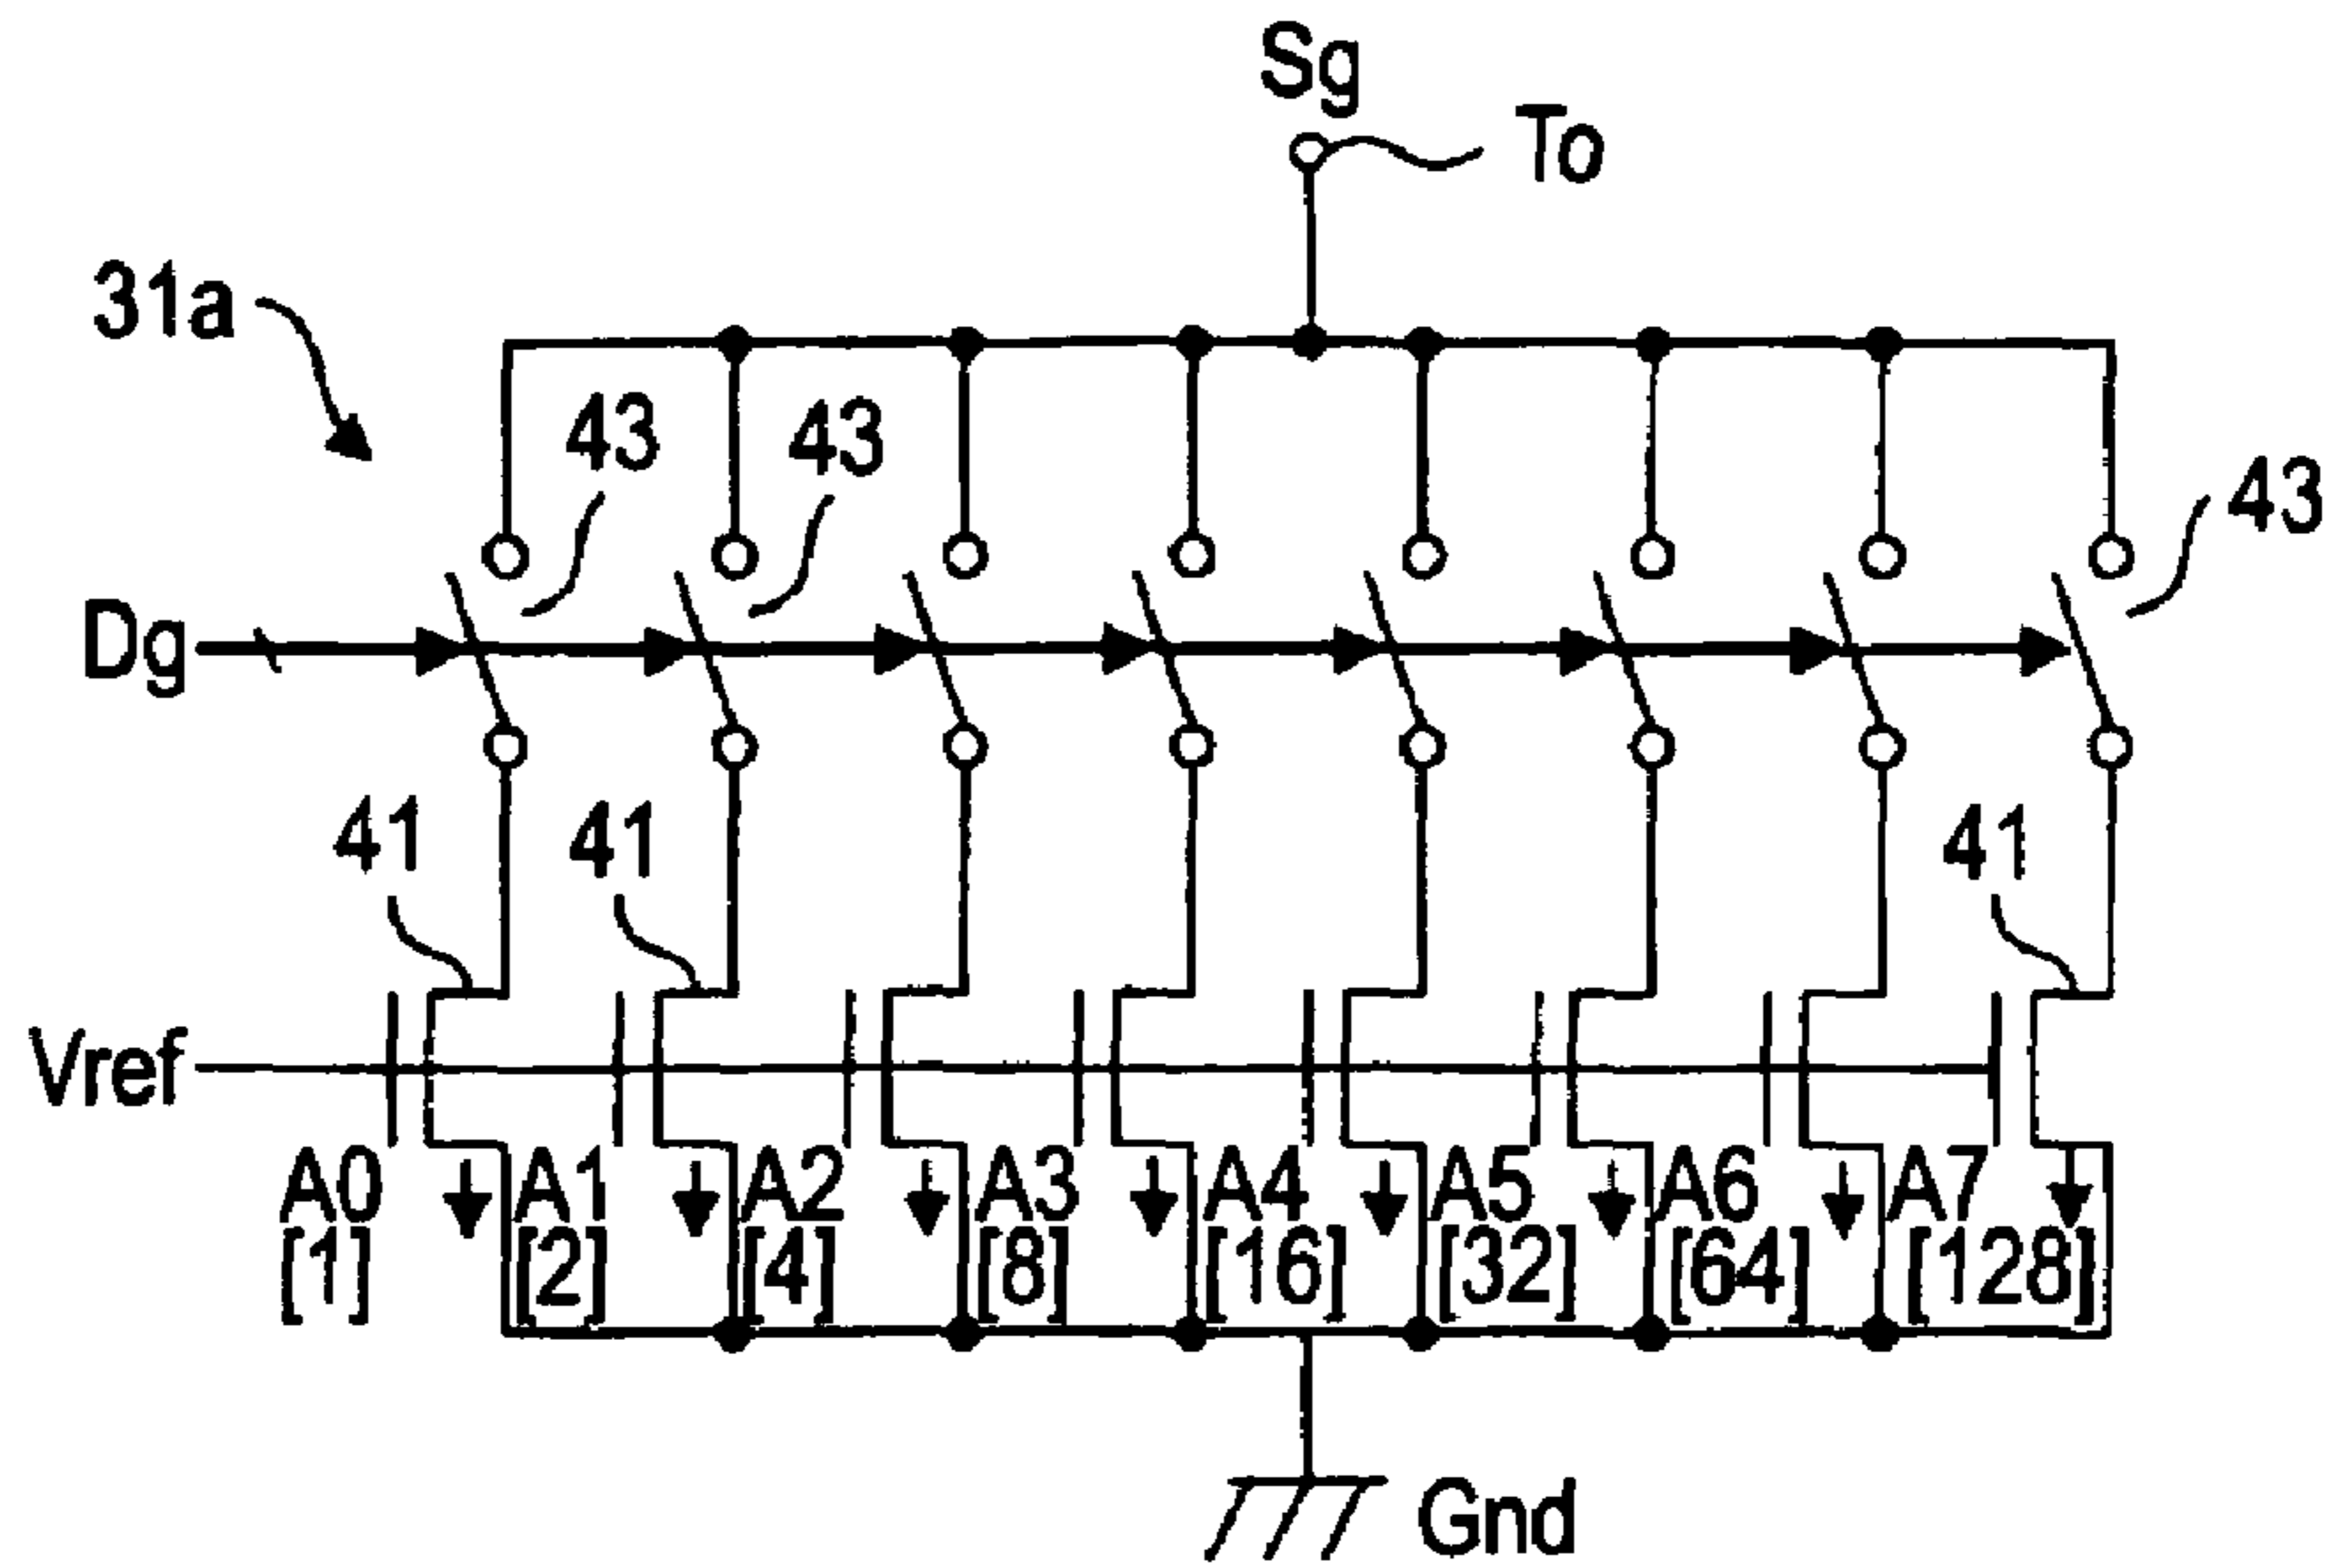 Sg
To
31a
43
43
43
Dg
41
41
41
Vref
A0 A1 A2 A3 A4 A5 A6 A7
[1] [2] [4] [8] [16] [32] [64] [128]
Gnd